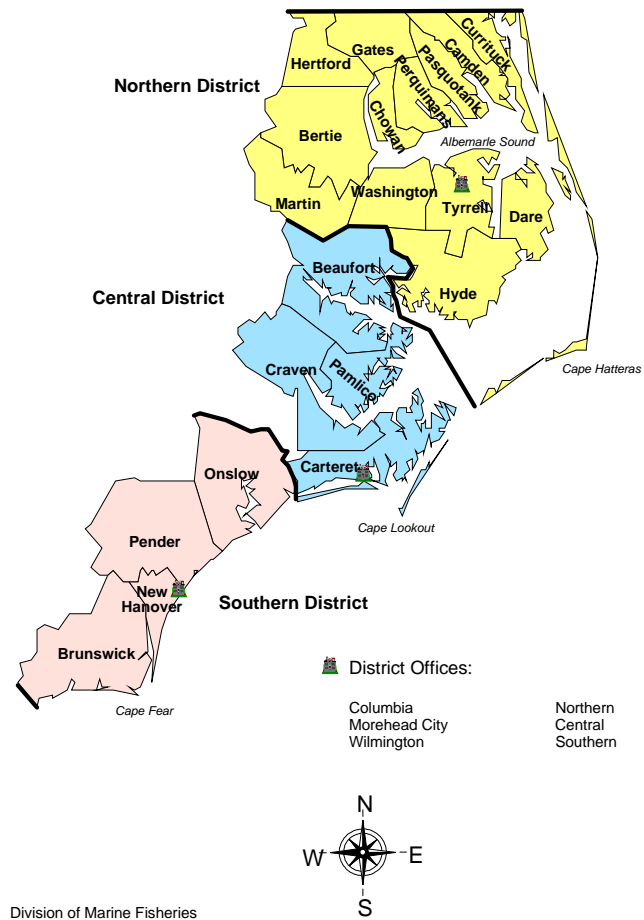 Northern District
Hertford
Gates
Currituck
Camden
Pasquotank
Perquimans
Chowan
Bertie
Albemarle Sound
Martin
Washington
Tyrrell
Dare
Hyde
Beaufort
Central District
Craven
Pamlico
Cape Hatteras
Carteret
Cape Lookout
Onslow
Pender
New
Hanover
Southern District
Brunswick
Cape Fear
District Offices:
Columbia Northern
Morehead City Central
Wilmington Southern
N
W E
S
Division of Marine Fisheries